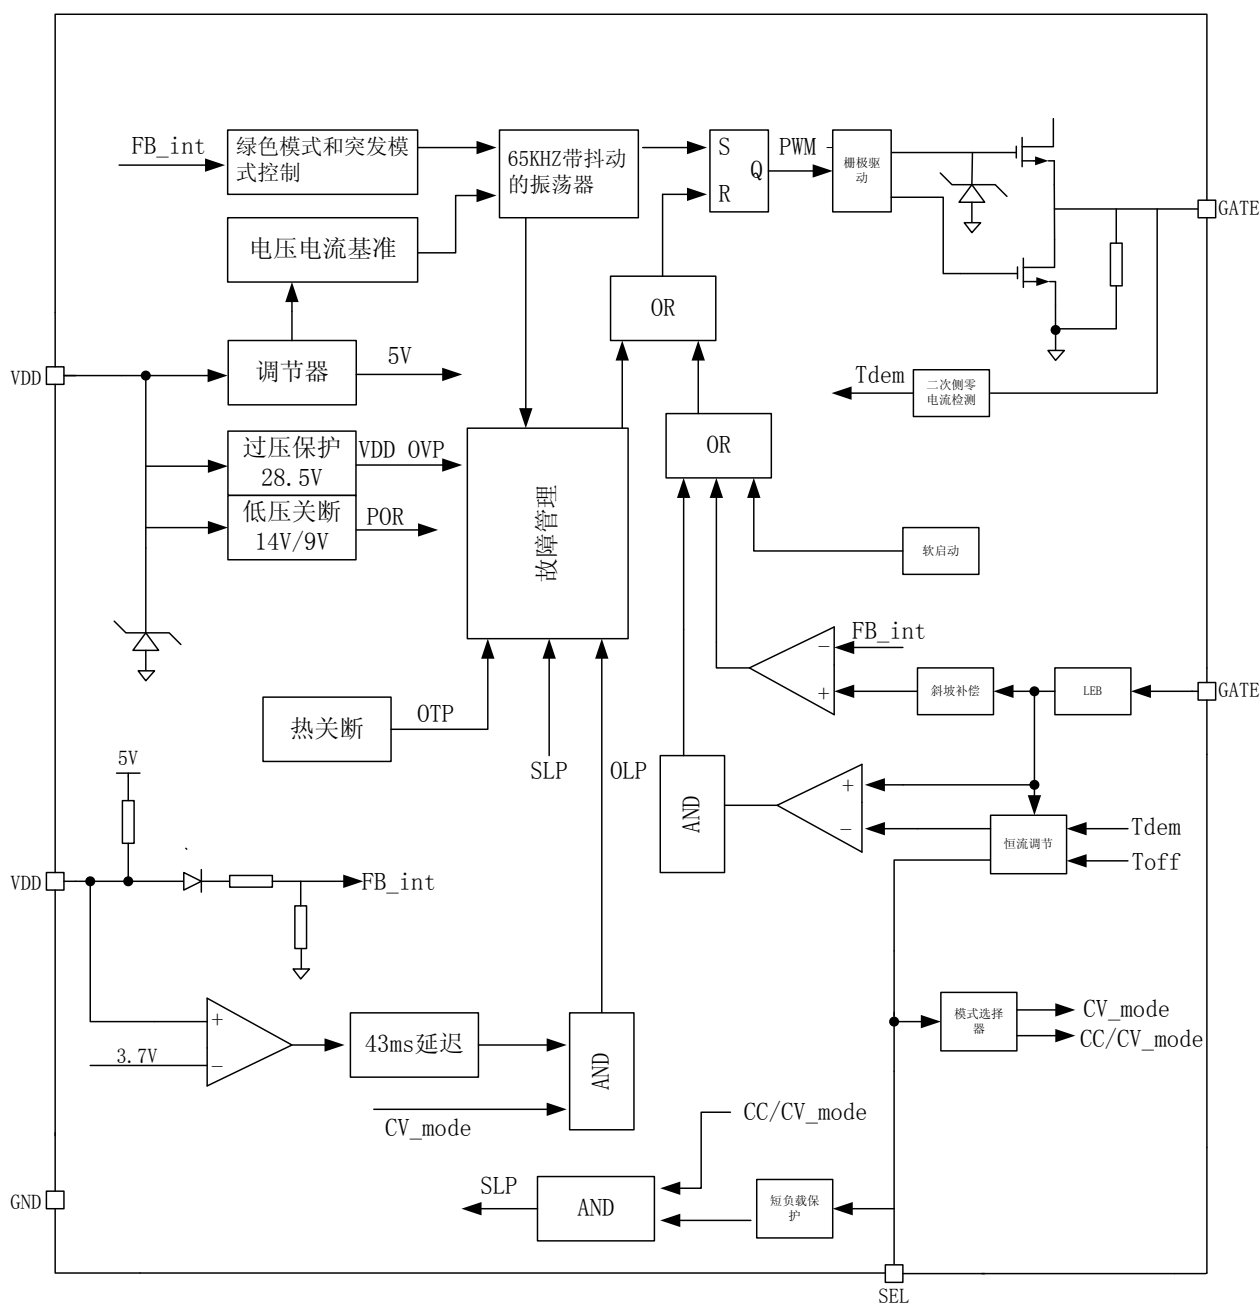 FB_int
绿色模式和突发模
式控制
65KHZ带抖动
的振荡器
S
Q
R
PWM
栅极驱
动
GATE
电压电流基准
OR
VDD
调节器
5V
Tdem
二次侧零
电流检测
过压保护
28.5V
VDD OVP
低压关断
14V/9V
POR
故障管理
OR
软启动
FB_int
−
+
斜坡补偿
LEB
GATE
热关断
OTP
SLP
OLP
AND
+
−
恒流调节
Tdem
Toff
5V
VDD
FB_int
+
3.7V
−
43ms延迟
AND
CV_mode
模式选择
器
CV_mode
CC/CV_mode
CC/CV_mode
GND
SLP
AND
短负载保
护
SEL